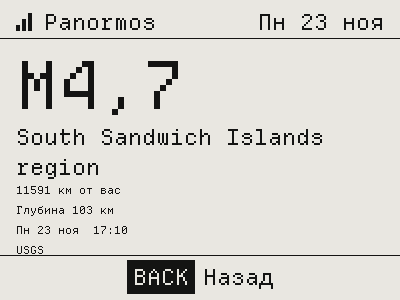 Panormos Пн 23 ноя
M4,7
South Sandwich Islands
region
11591 км от вас
Глубина 103 км
Пн 23 ноя 17:10
USGS
BACK Назад